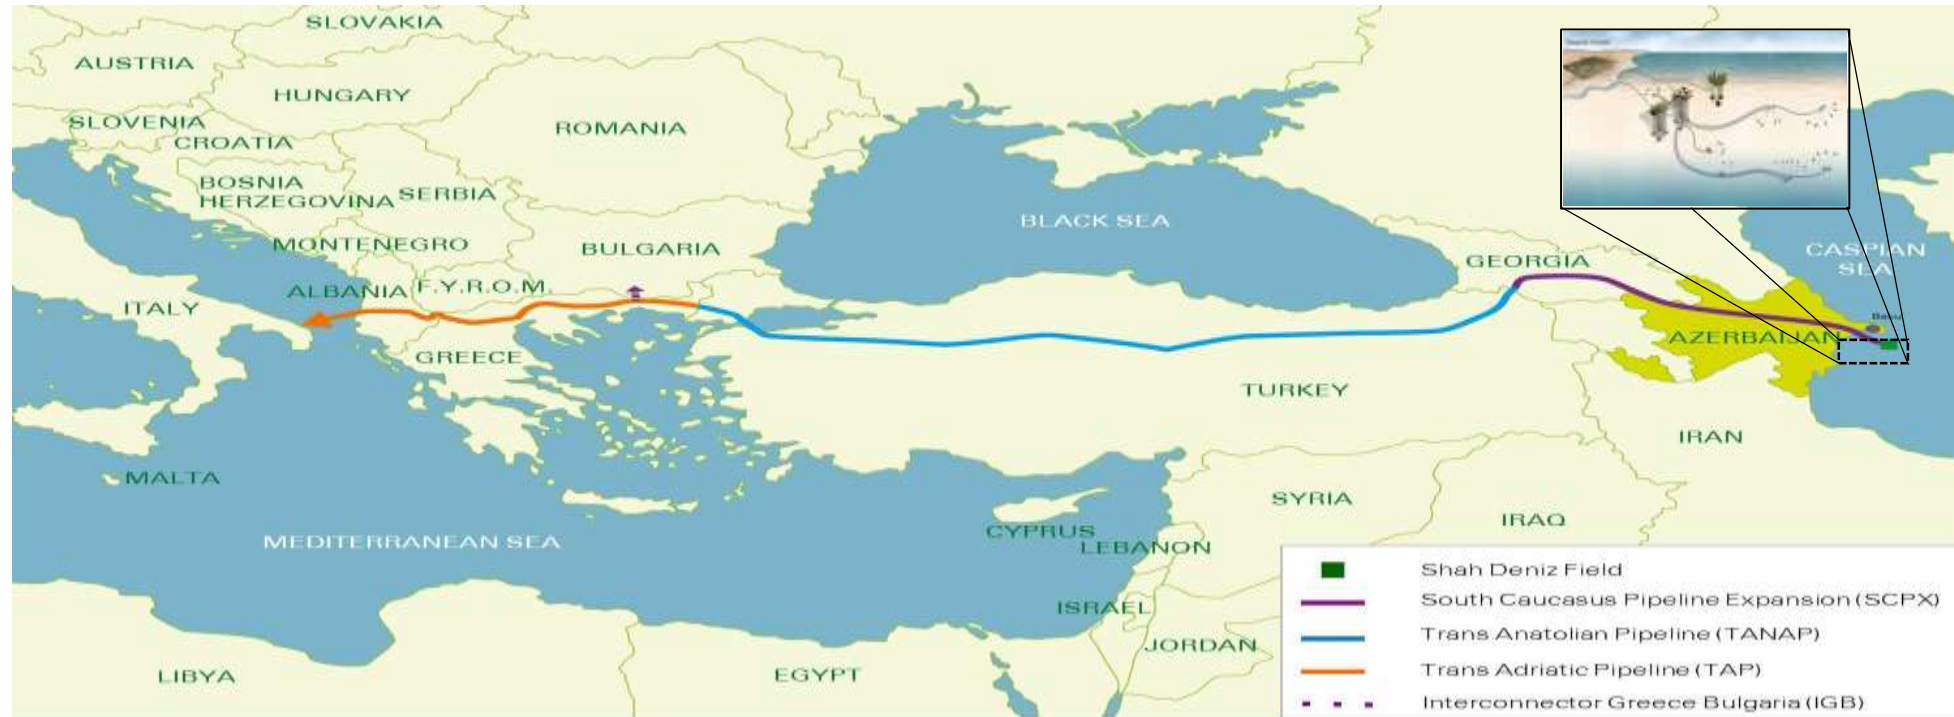 SLOVAKIA
AUSTRIA
HUNGARY
SLOVENIA
CROATIA
ROMANIA
BOSNIA
HERZEGOVINA
SERBIA
MONTENEGRO
BULGARIA
BLACK SEA
GEORGIA
CASPIAN
SEA
ALBANIA
F.Y.R.O.M.
ITALY
Baku
AZERBAIJAN
GREECE
TURKEY
IRAN
MALTA
SYRIA
IRAQ
CYPRUS
LEBANON
MEDITERRANEAN SEA
ISRAEL
JORDAN
LIBYA
EGYPT
Shah Deniz Field
South Caucasus Pipeline Expansion (SCPX)
Trans Anatolian Pipeline (TANAP)
Trans Adriatic Pipeline (TAP)
Interconnector Greece Bulgaria (IGB)